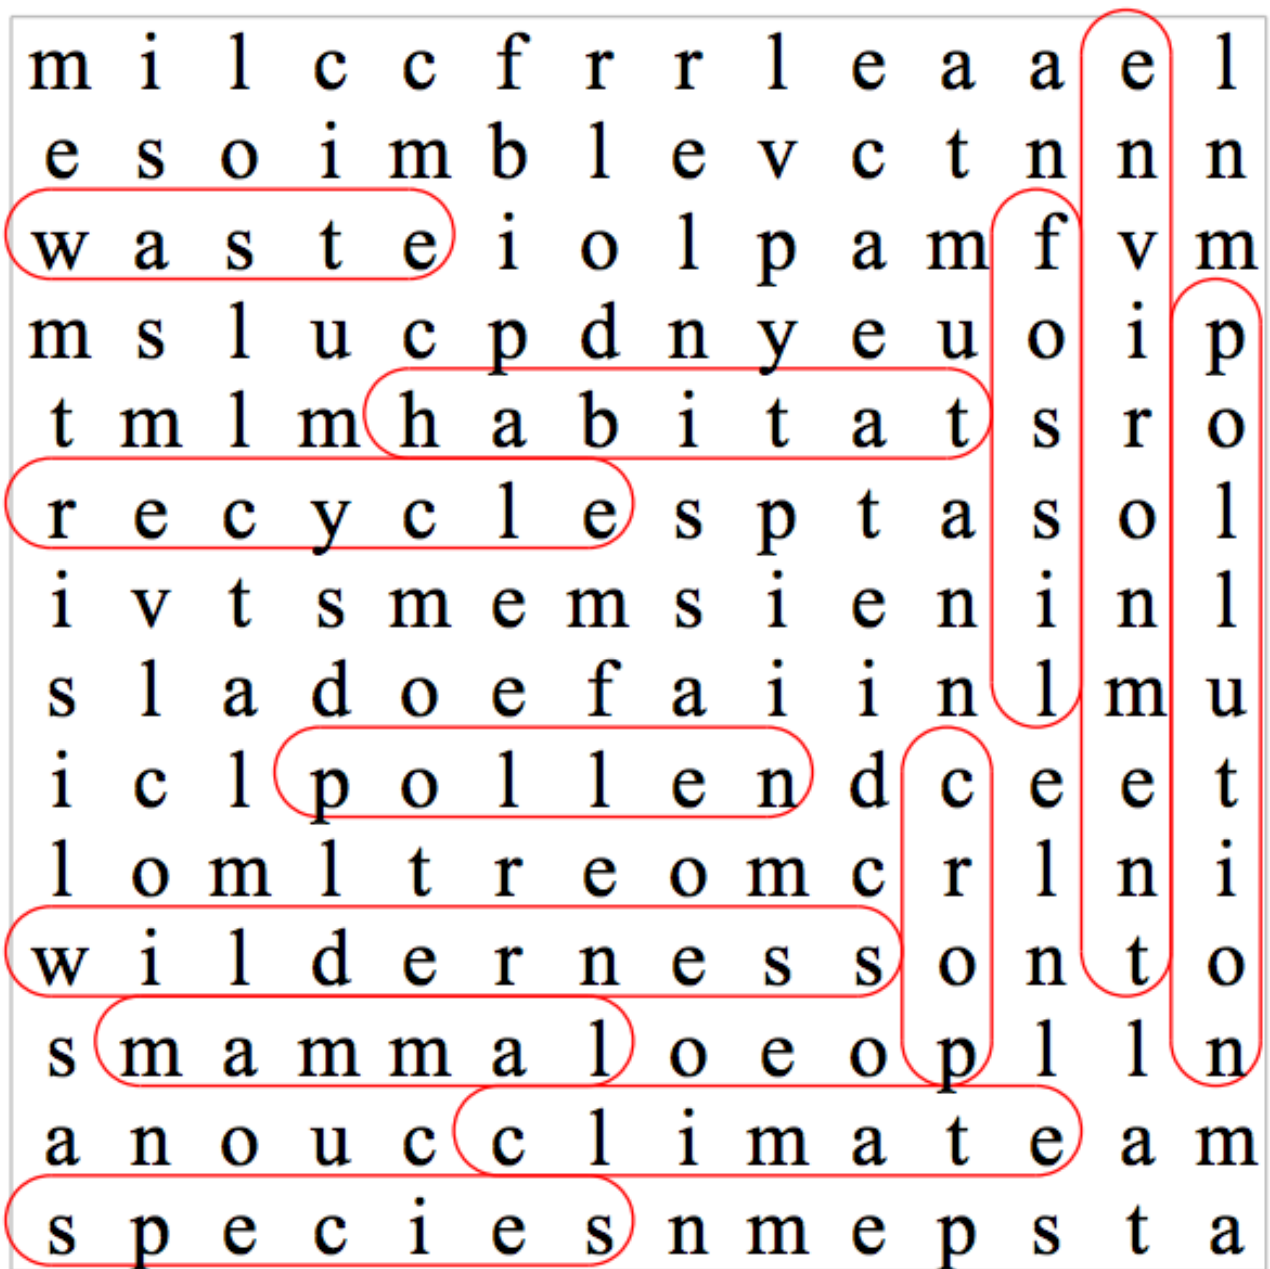 m i l c c f r r l e a a e l
e s o i m b l e v c t n n n
w a s t e i o l p a m f v m
m s l u c p d n y e u o i p
t m l m h a b i t a t s r o
r e c y c l e s p t a s o l
i v t s m e m s i e n i n l
s l a d o e f a i i n l m u
i c l p o l l e n d c e e t
l o m l t r e o m c r l n i
w i l d e r n e s s o n t o
s m a m m a l o e o p l l n
a n o u c c l i m a t e a m
s p e c i e s n m e p s t a